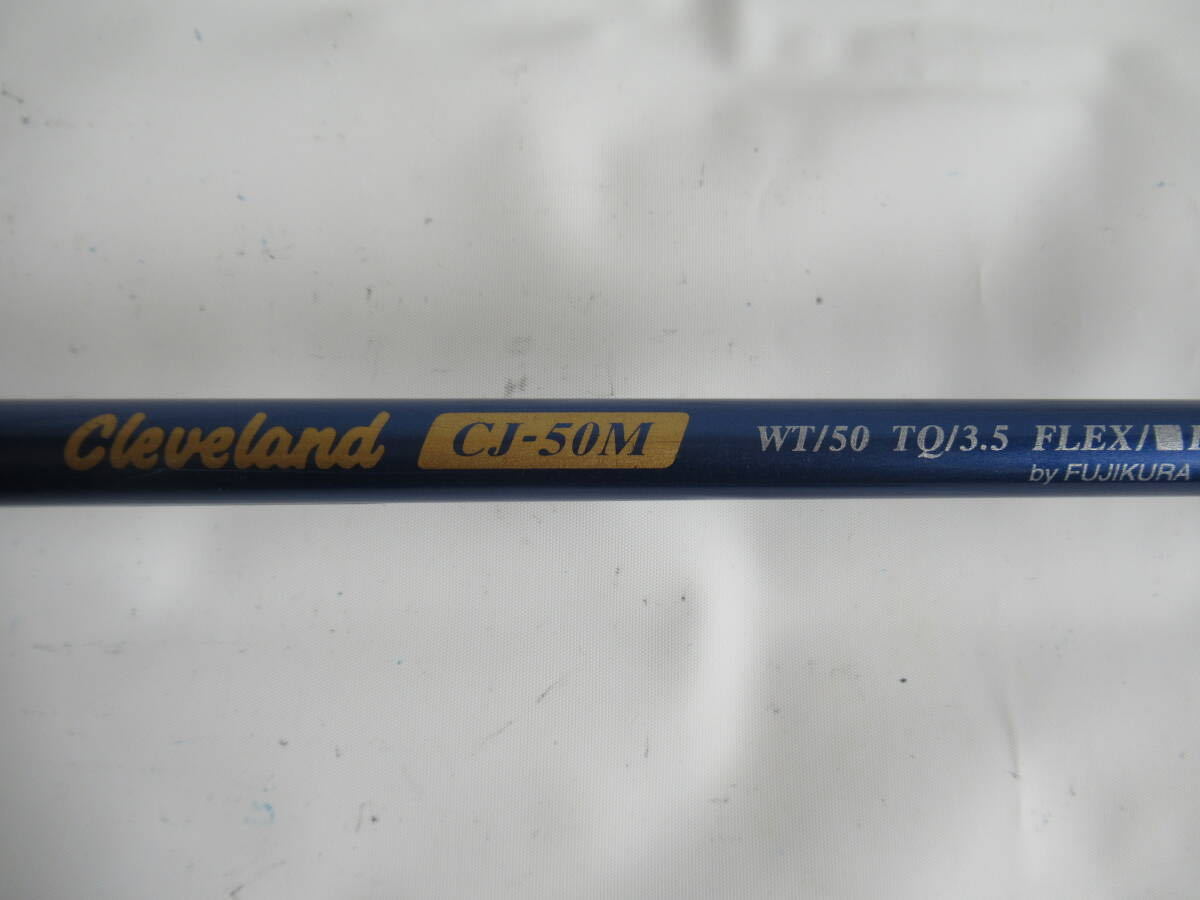 Cleveland CJ-50M WT/50 TQ/3.5 FLEX/■
by FUJIKURA